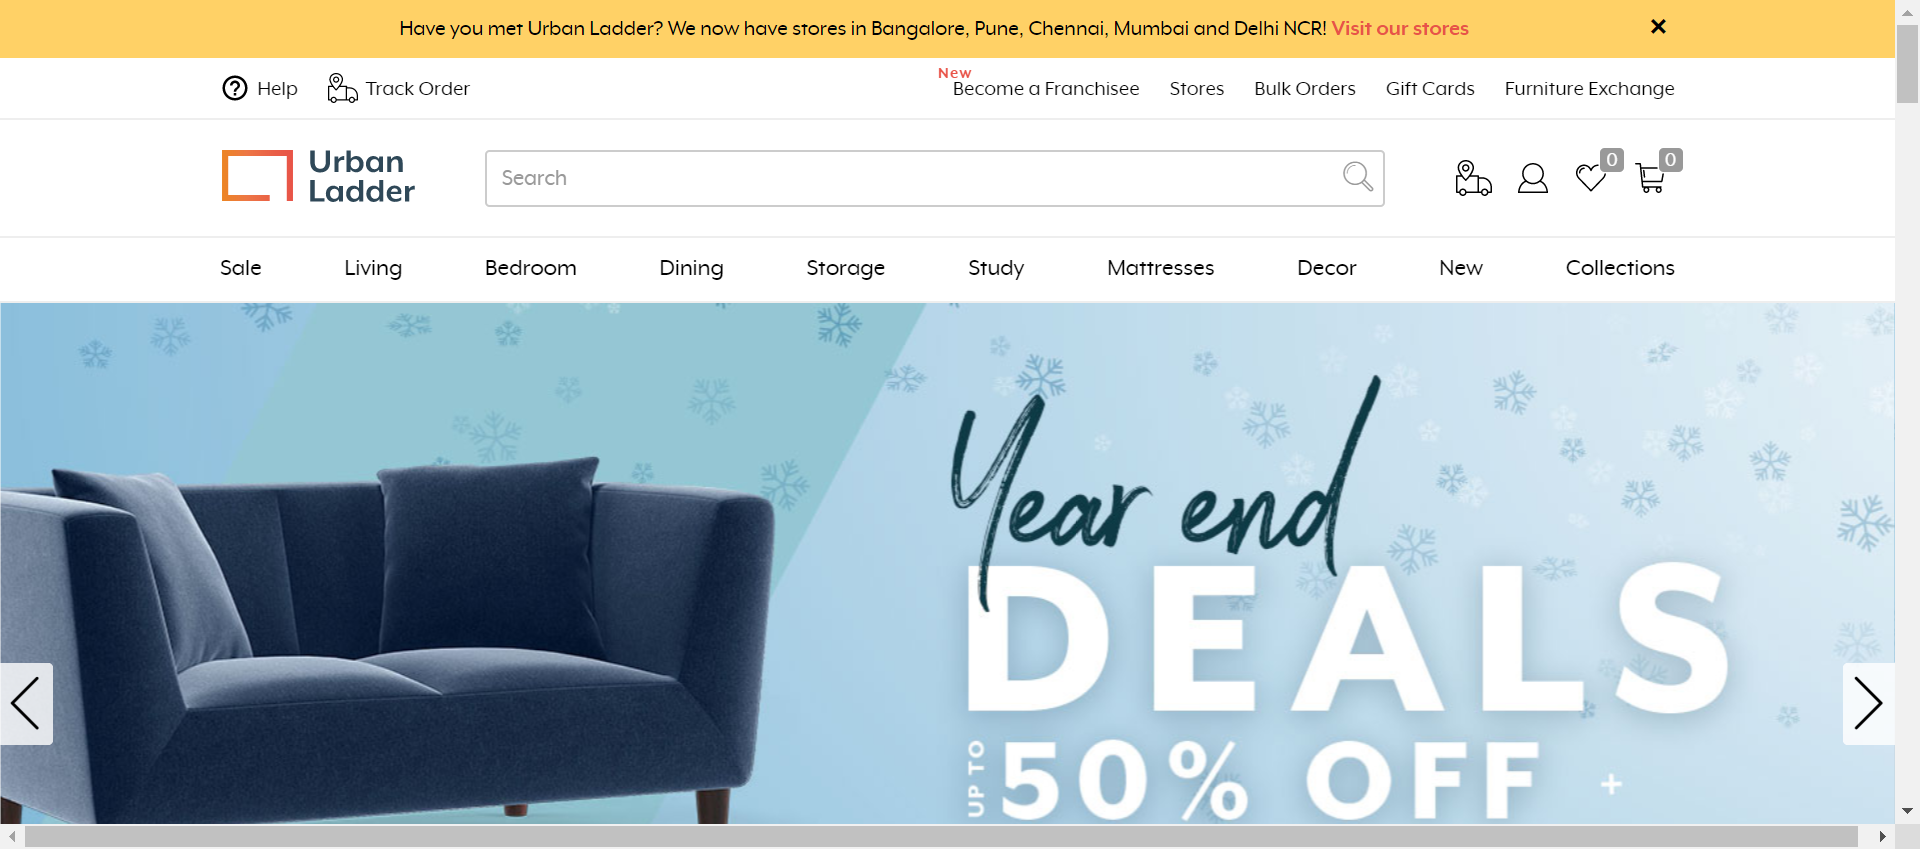 Have you met Urban Ladder? We now have stores in Bangalore, Pune, Chennai, Mumbai and Delhi NCR! Visit our stores
Help
Track Order
New
Become a Franchisee
Stores
Bulk Orders
Gift Cards
Furniture Exchange
Urban
Ladder
Search
0
0
Sale
Living
Bedroom
Dining
Storage
Study
Mattresses
Decor
New
Collections
Year end
DEALS
UP TO
50% OFF +